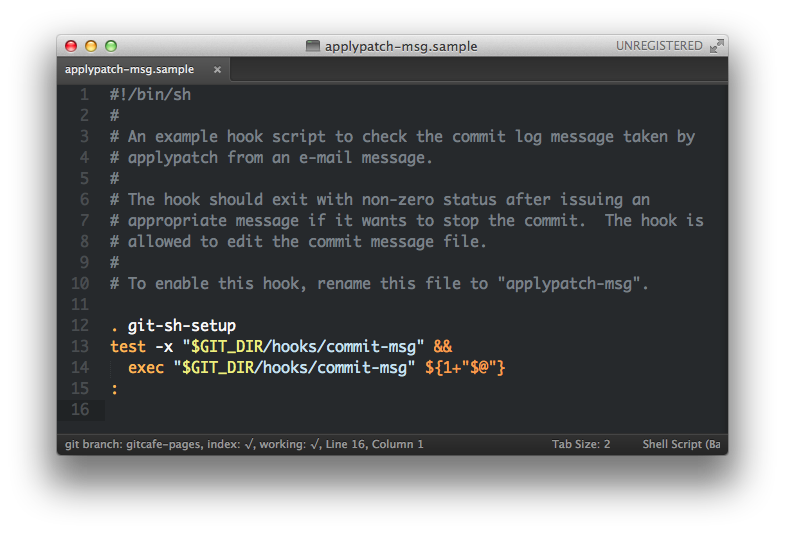 applypatch-msg.sample UNREGISTERED
applypatch-msg.sample ×
1 #!/bin/sh
2 #
3 # An example hook script to check the commit log message taken by
4 # applypatch from an e-mail message.
5 #
6 # The hook should exit with non-zero status after issuing an
7 # appropriate message if it wants to stop the commit.  The hook is
8 # allowed to edit the commit message file.
9 #
10 # To enable this hook, rename this file to "applypatch-msg".
11
12 . git-sh-setup
13 test -x "$GIT_DIR/hooks/commit-msg" &&
14   exec "$GIT_DIR/hooks/commit-msg" ${1+"$@"}
15 :
16
git branch: gitcafe-pages, index: √, working: √, Line 16, Column 1 Tab Size: 2 Shell Script (Ba